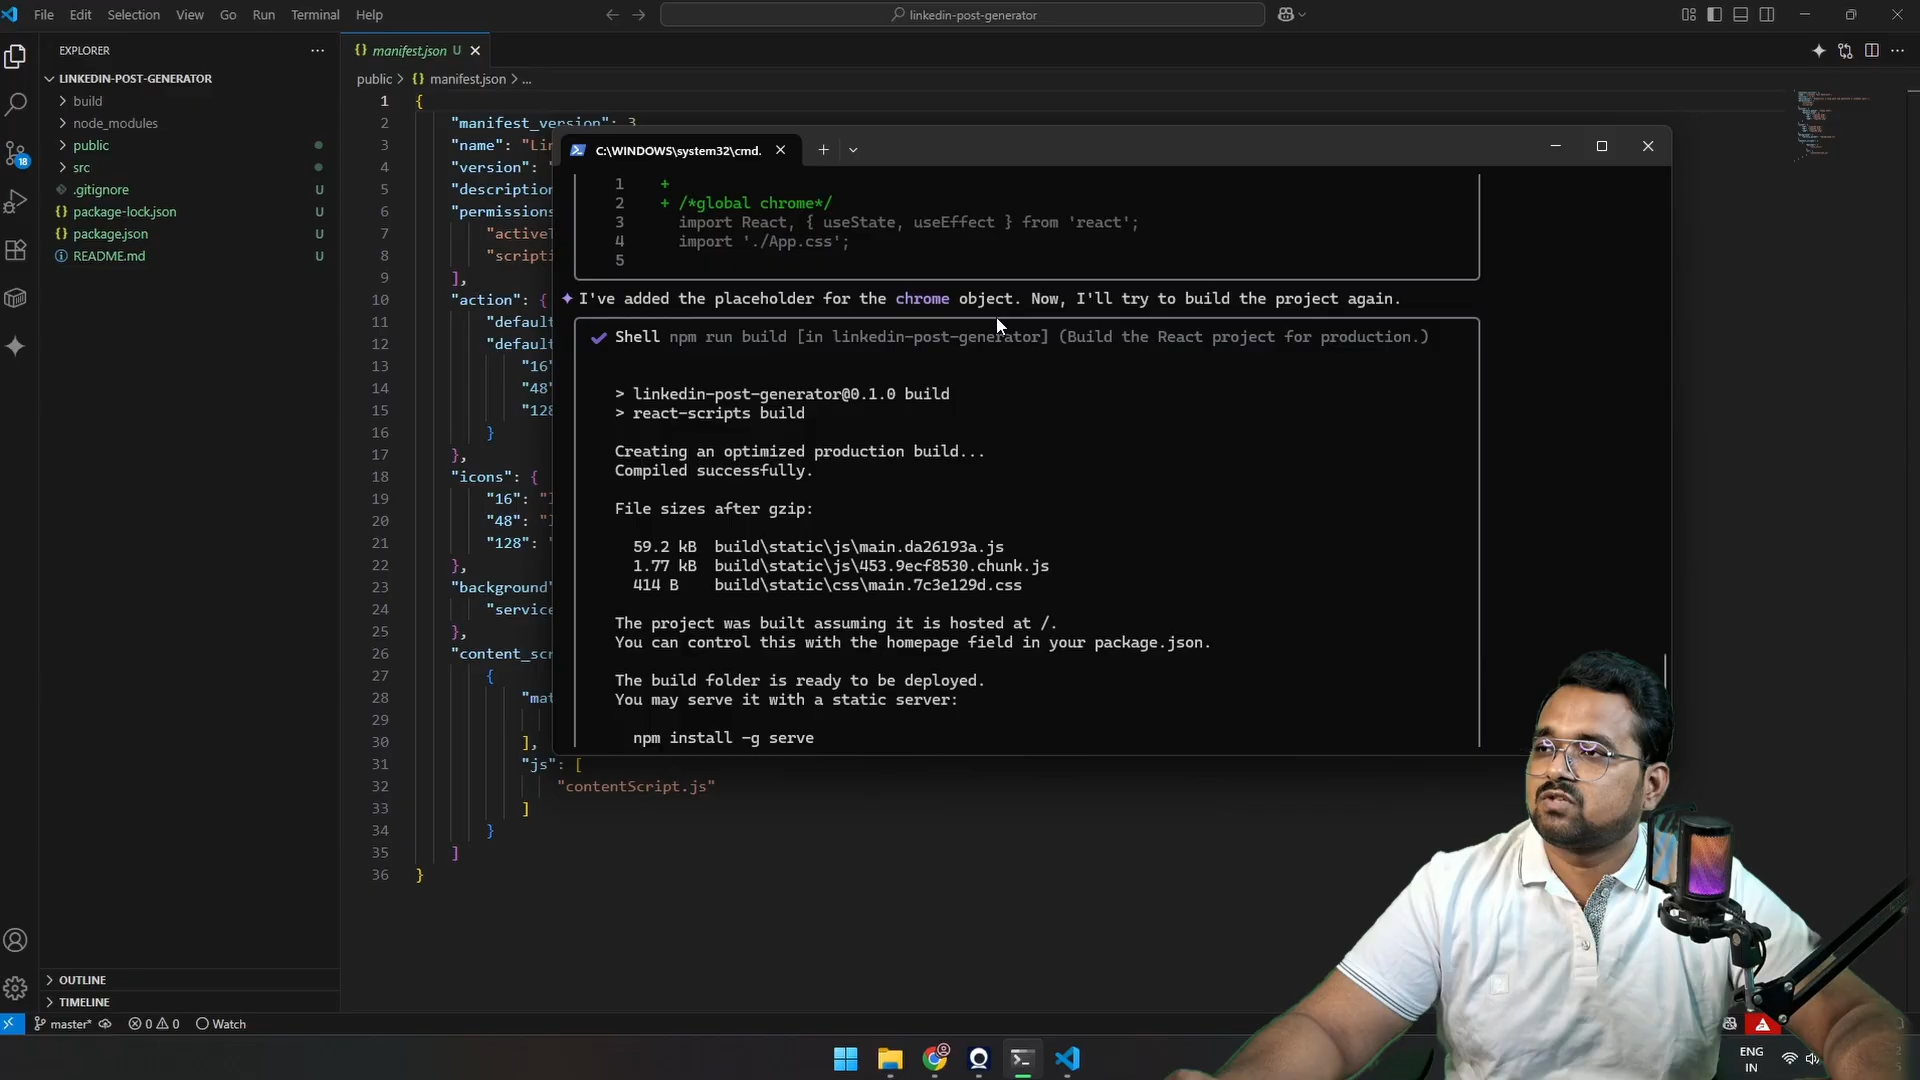 File Edit Selection View Go Run Terminal Help
linkedin-post-generator
EXPLORER
LINKEDIN-POST-GENERATOR
build
node_modules
public
src
.gitignore U
package-lock.json U
package.json U
README.md U
OUTLINE
TIMELINE
18
manifest.json U
public > manifest.json > ...
1 {
2 "manifest_version": 3
3 "name": "Lin
4 "version": "
5 "description
6 "permissions
7 "activeT
8 "scripti
9 ],
10 "action": {
11 "default
12 "default
13 "16"
14 "48"
15 "128
16 }
17 },
18 "icons": {
19 "16":
20 "48":
21 "128":
22 },
23 "background"
24 "service
25 },
26 "content_scr
27 {
28 "mat
29
30 ],
31 "js": [
32 "contentScript.js"
33 ]
34 }
35 ]
36 }
C:\WINDOWS\system32\cmd.
1 +
2 + /*global chrome*/
3 import React, { useState, useEffect } from 'react';
4 import './App.css';
5
I've added the placeholder for the chrome object. Now, I'll try to build the project again.
Shell npm run build [in linkedin-post-generator] (Build the React project for production.)
> linkedin-post-generator@0.1.0 build
> react-scripts build
Creating an optimized production build...
Compiled successfully.
File sizes after gzip:
59.2 kB build\static\js\main.da26193a.js
1.77 kB build\static\js\453.9ecf8530.chunk.js
414 B build\static\css\main.7c3e129d.css
The project was built assuming it is hosted at /.
You can control this with the homepage field in your package.json.
The build folder is ready to be deployed.
You may serve it with a static server:
npm install -g serve
master* 0 0 Watch
ENG
IN